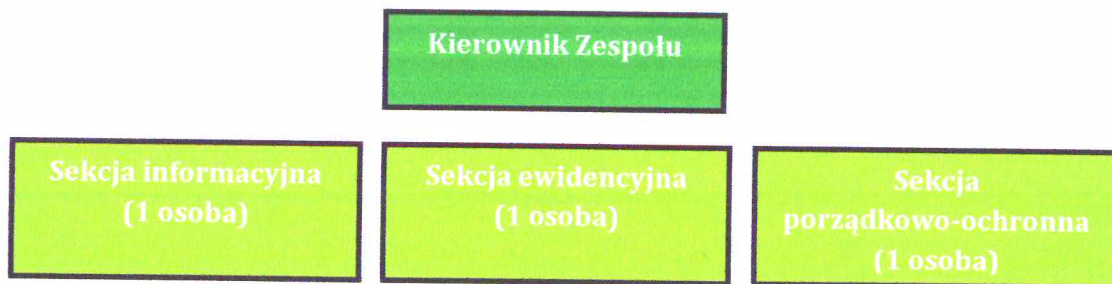 Kierownik Zespołu
Sekcja informacyjna
(1 osoba)
Sekcja ewidencyjna
(1 osoba)
Sekcja
porządkowo-ochronna
(1 osoba)